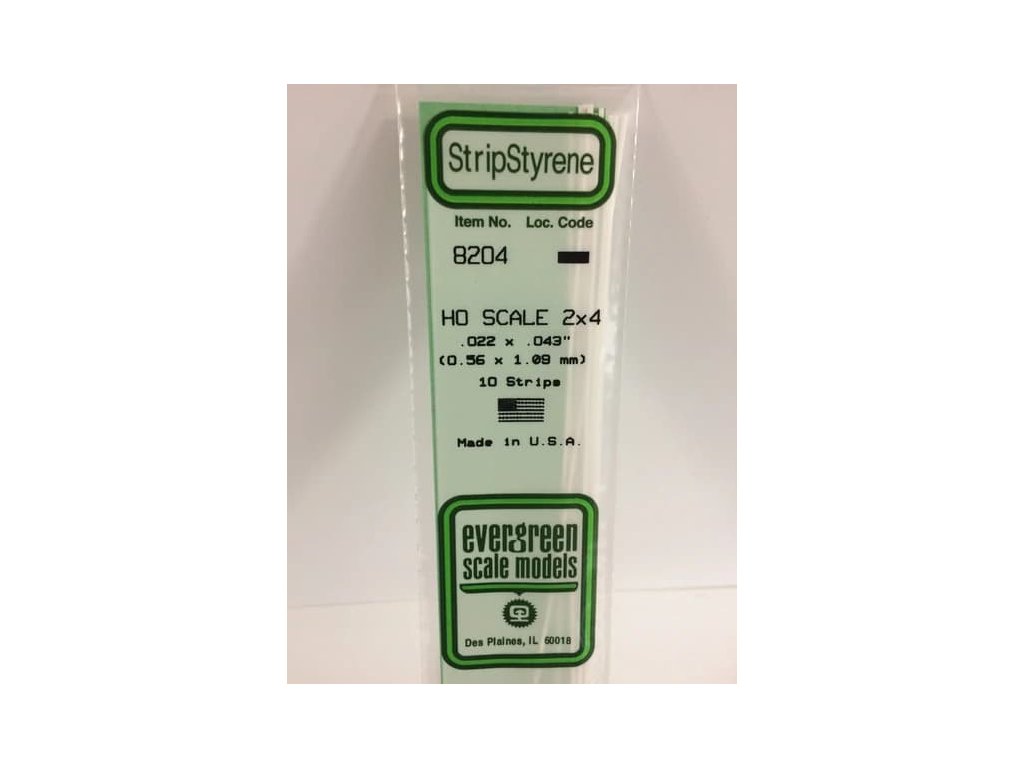 StripStyrene
Item No. Loc. Code
8204
HO SCALE 2x4
.022 x .043"
(0.56 x 1.09 mm)
10 Strips
Made in U.S.A.
evergreen
scale models
Des Plaines, IL 60018